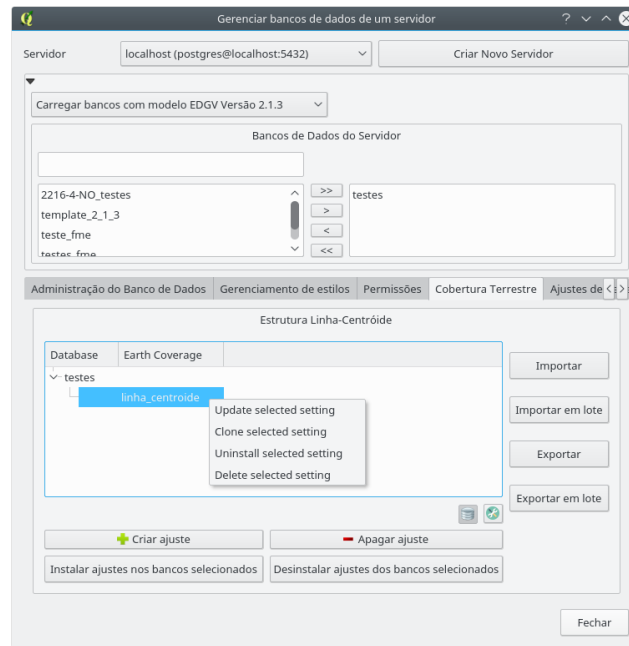 Gerenciar bancos de dados de um servidor
Servidor
localhost (postgres@localhost:5432)
Criar Novo Servidor
Carregar bancos com modelo EDGV Versão 2.1.3
Bancos de Dados do Servidor
2216-4-NO_testes
template_2_1_3
teste_fme
testes_fme
>>
>
<
<<
testes
Administração do Banco de Dados
Gerenciamento de estilos
Permissões
Cobertura Terrestre
Ajustes de
Estrutura Linha-Centróide
Database
Earth Coverage
testes
linha_centroide
Update selected setting
Clone selected setting
Uninstall selected setting
Delete selected setting
Importar
Importar em lote
Exportar
Exportar em lote
Criar ajuste
Apagar ajuste
Instalar ajustes nos bancos selecionados
Desinstalar ajustes dos bancos selecionados
Fechar